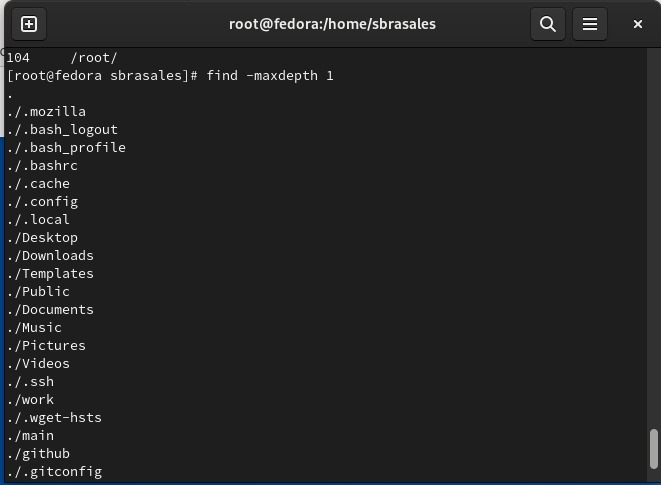 root@fedora:/home/sbrasales
104 /root/
[root@fedora sbrasales]# find -maxdepth 1
.
./.mozilla
./.bash_logout
./.bash_profile
./.bashrc
./.cache
./.config
./.local
./Desktop
./Downloads
./Templates
./Public
./Documents
./Music
./Pictures
./Videos
./.ssh
./work
./.wget-hsts
./main
./github
./.gitconfig